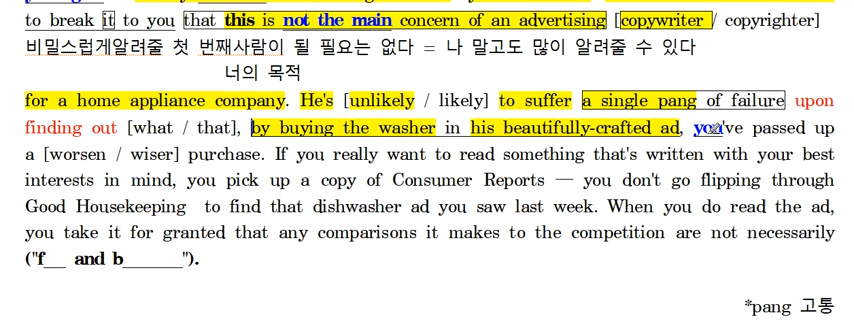 to break it to you that this is not the main concern of an advertising [copywriter / copyrighter]
비밀스럽게알려줄 첫 번째사람이 될 필요는 없다 = 나 말고도 많이 알려줄 수 있다
너의 목적
for a home appliance company. He's [unlikely / likely] to suffer a single pang of failure upon
finding out [what / that], by buying the washer in his beautifully-crafted ad, you've passed up
a [worsen / wiser] purchase. If you really want to read something that's written with your best
interests in mind, you pick up a copy of Consumer Reports — you don't go flipping through
Good Housekeeping to find that dishwasher ad you saw last week. When you do read the ad,
you take it for granted that any comparisons it makes to the competition are not necessarily
("f__ and b______").
*pang 고통